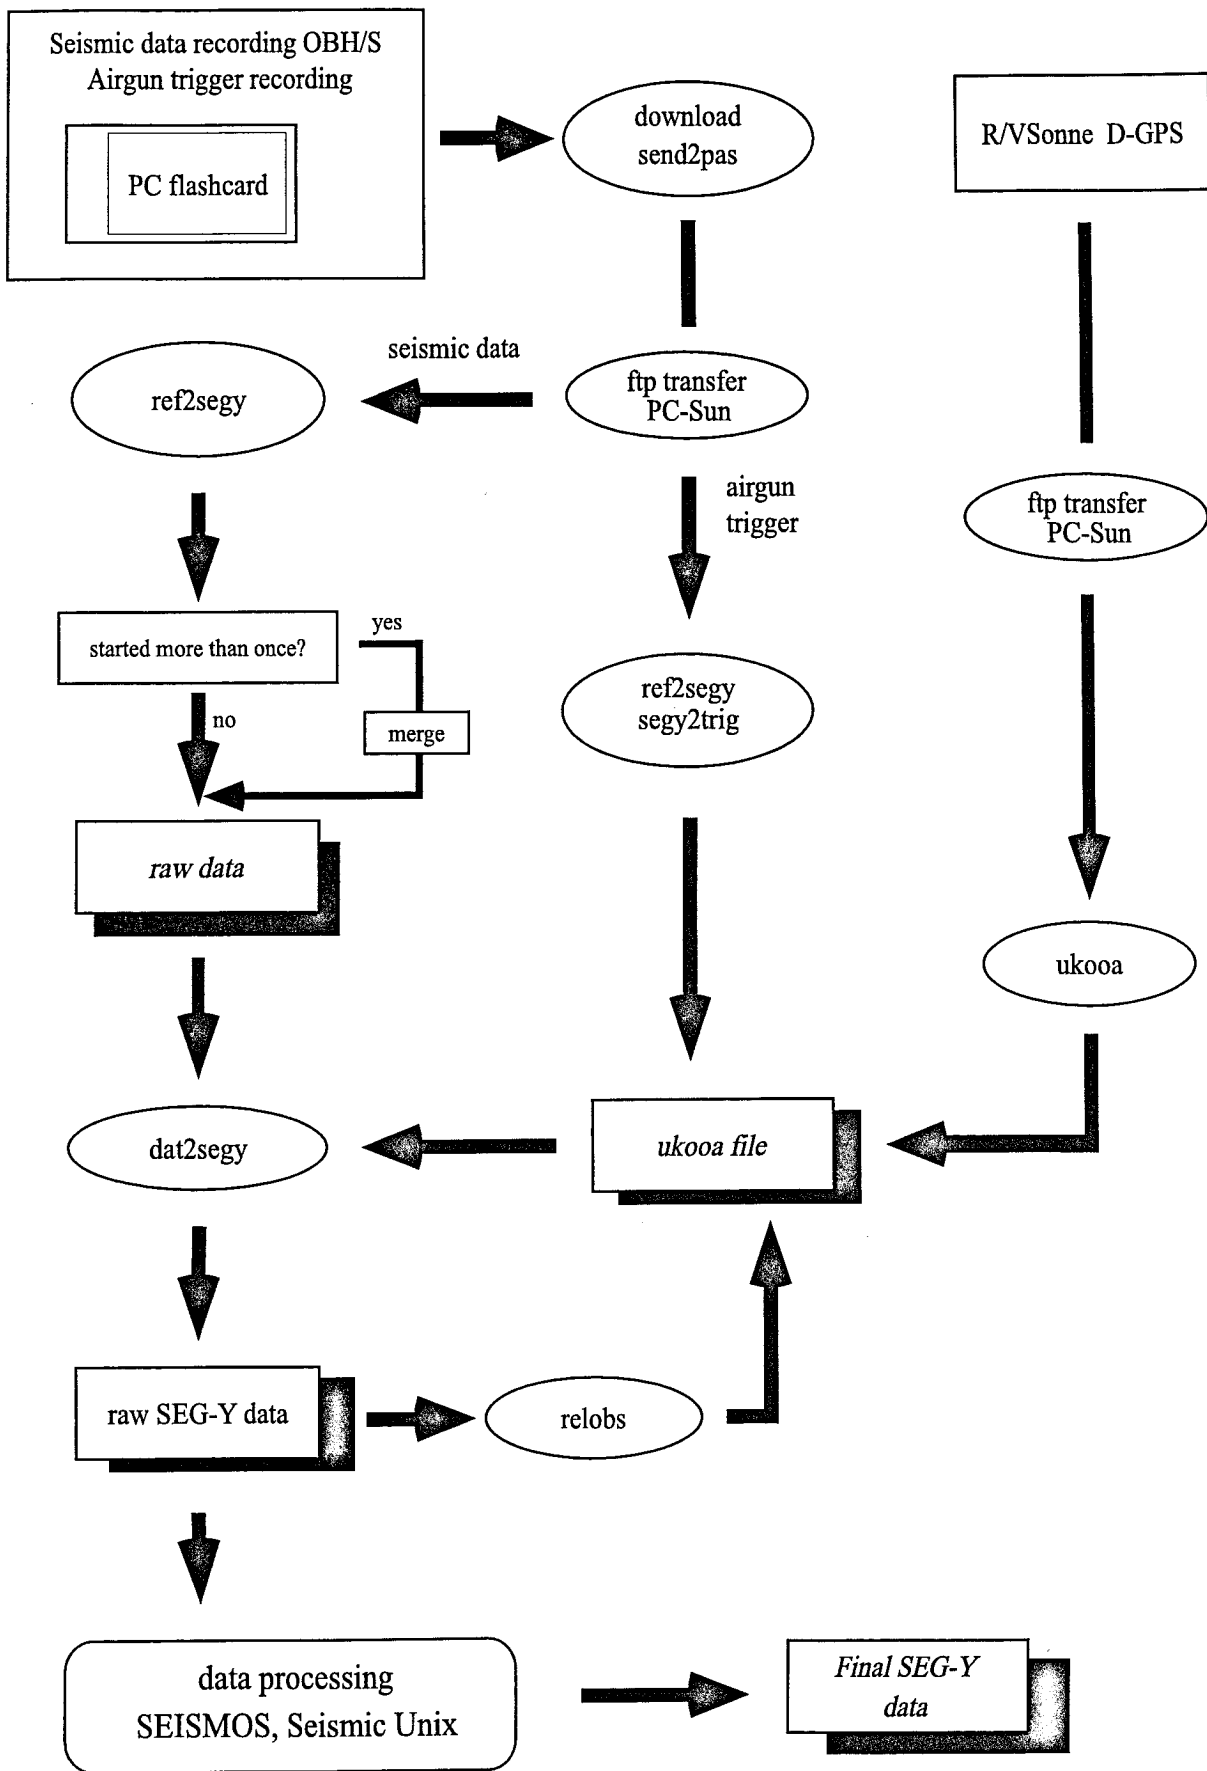 Seismic data recording OBH/S
Airgun trigger recording
PC flashcard
download
send2pas
R/VSonne D-GPS
seismic data
ref2segy
ftp transfer
PC-Sun
airgun
trigger
ftp transfer
PC-Sun
started more than once?
yes
no
merge
ref2segy
segy2trig
raw data
ukooa
dat2segy
ukooa file
raw SEG-Y data
relobs
data processing
SEISMOS, Seismic Unix
Final SEG-Y
data